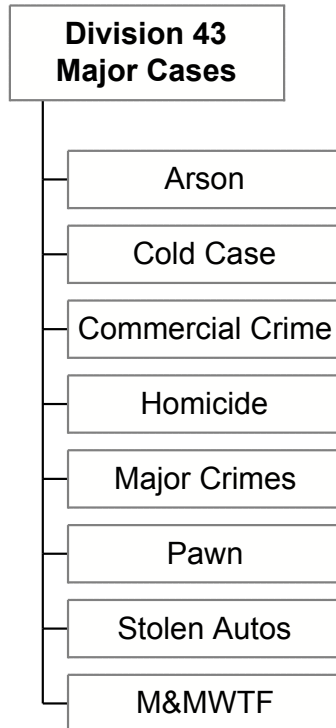 Division 43
Major Cases
Arson
Cold Case
Commercial Crime
Homicide
Major Crimes
Pawn
Stolen Autos
M&MWTF